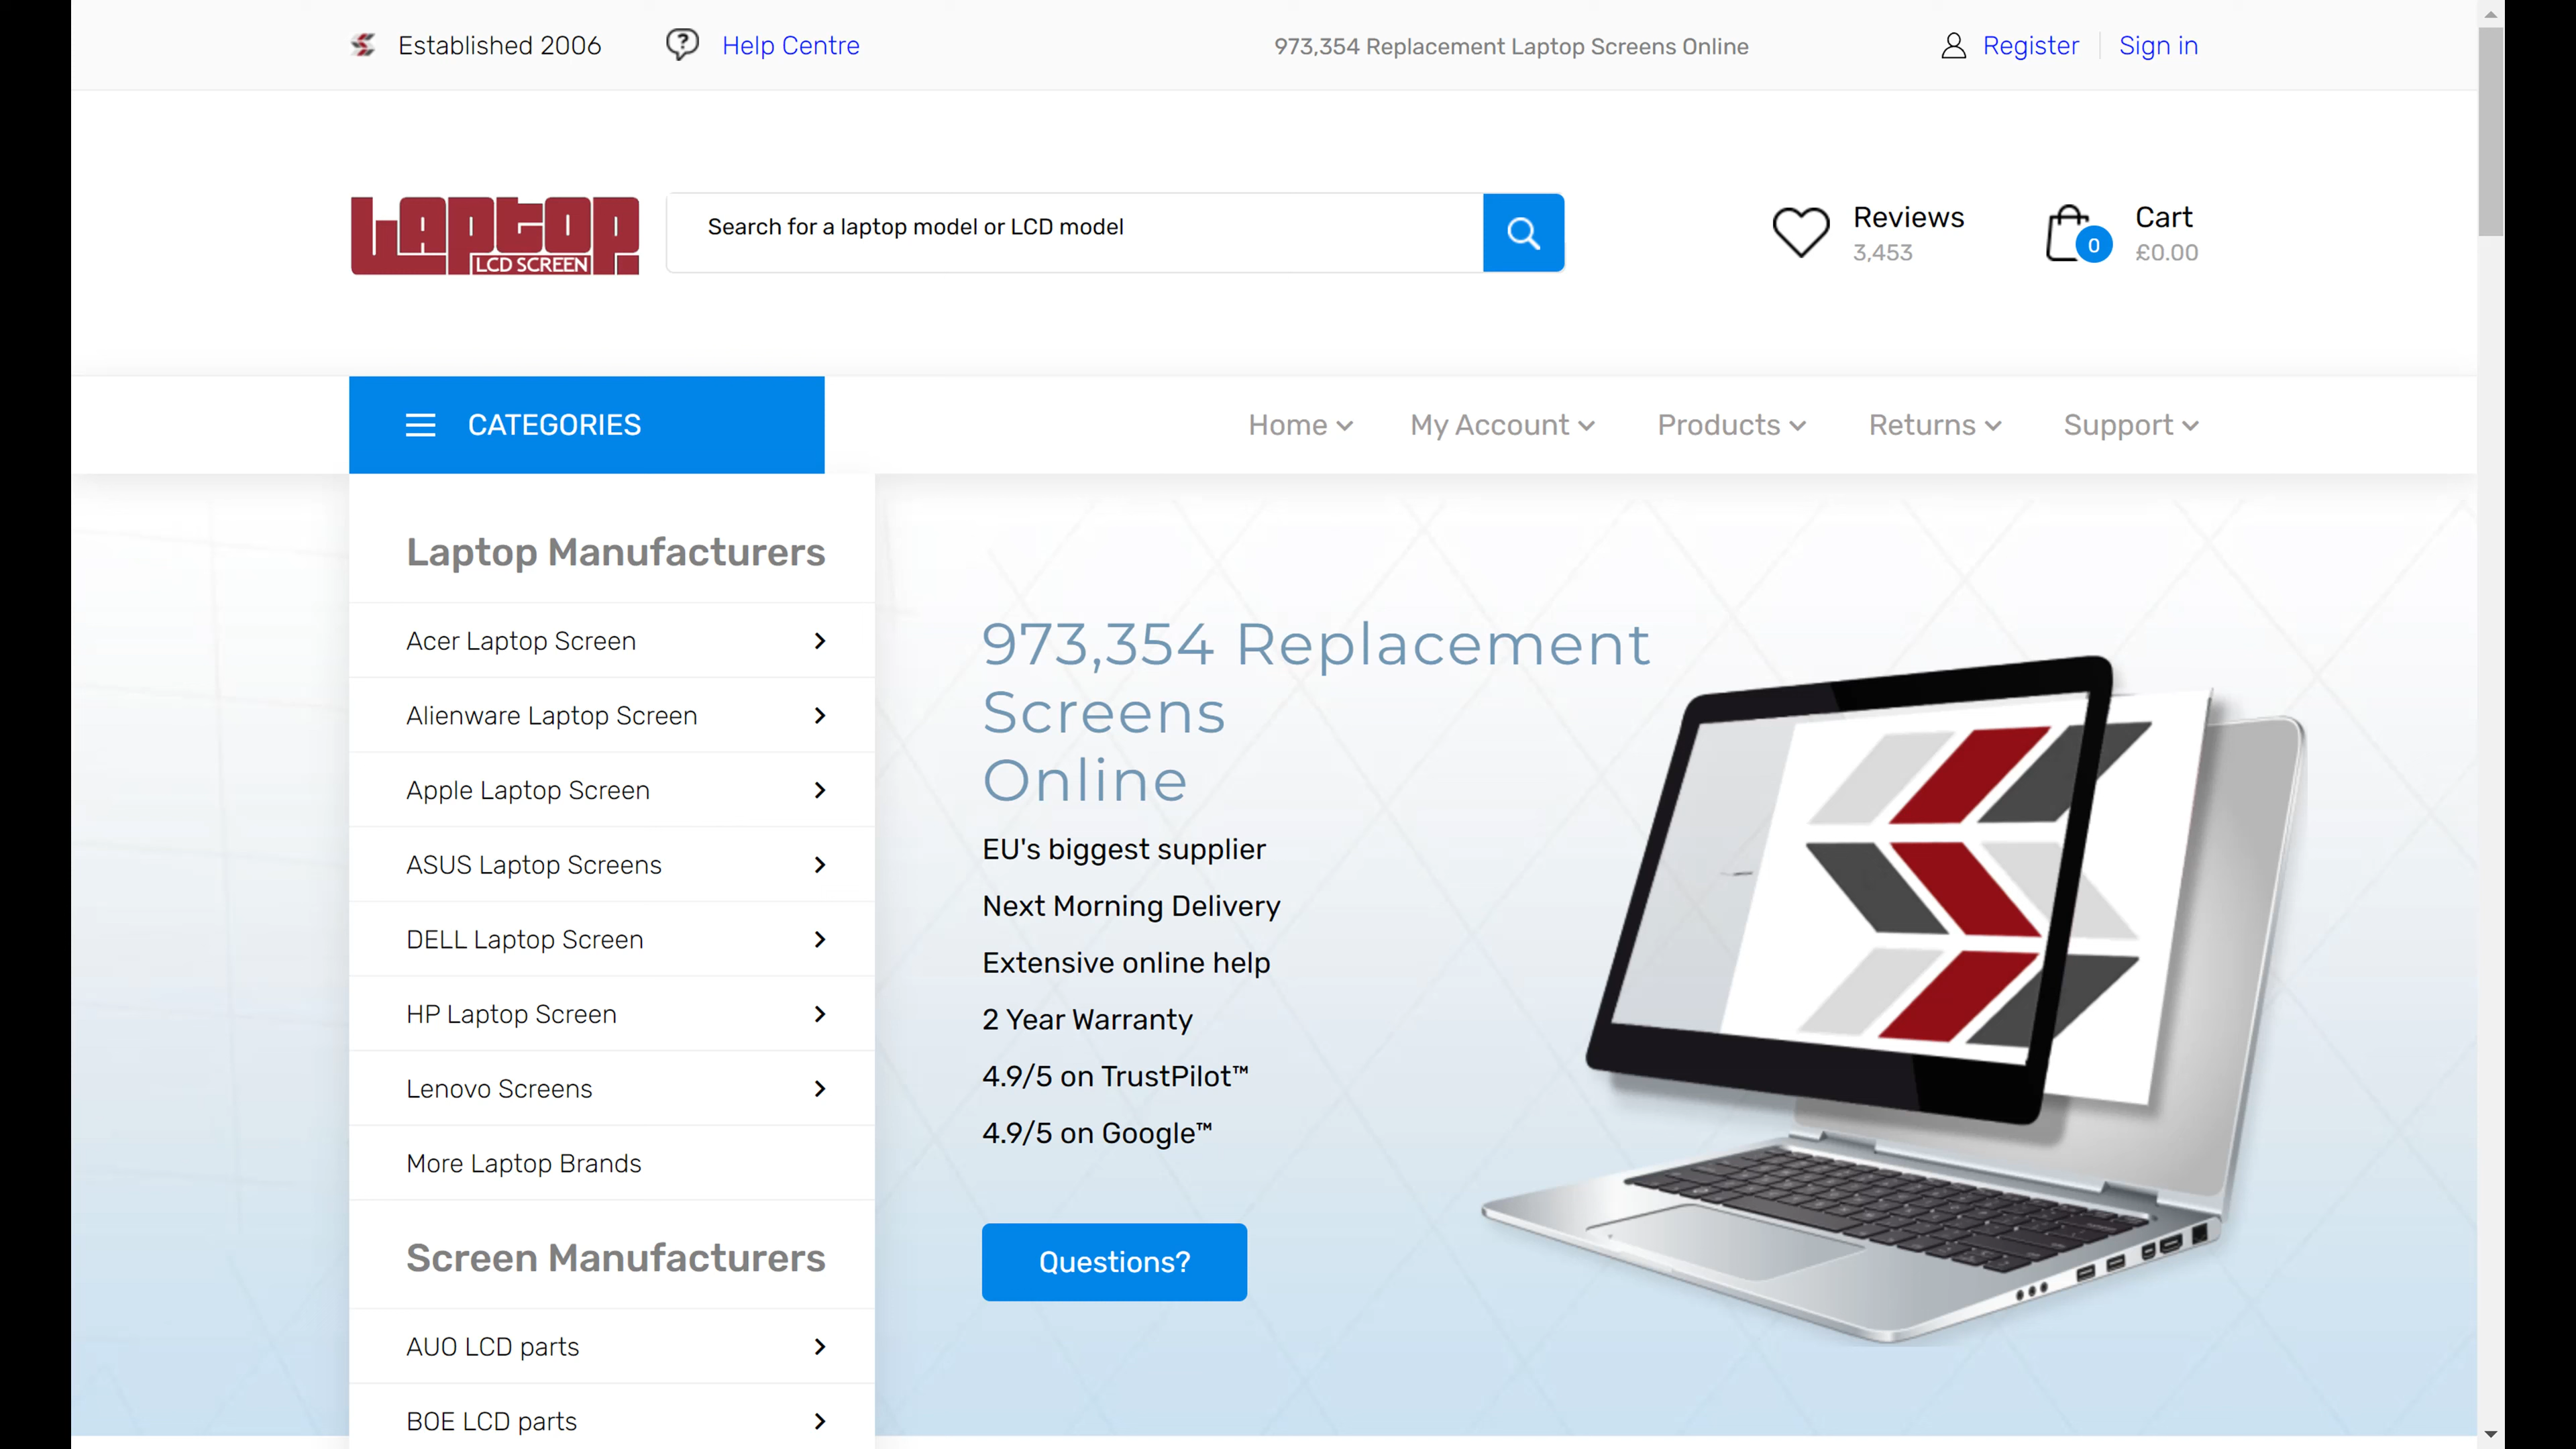 Established 2006
Help Centre
973,354 Replacement Laptop Screens Online
Register
Sign in
LAPTOP
LCD SCREEN
Search for a laptop model or LCD model
Reviews
3,453
0
Cart
£0.00
CATEGORIES
Home
My Account
Products
Returns
Support
Laptop Manufacturers
Acer Laptop Screen
Alienware Laptop Screen
Apple Laptop Screen
ASUS Laptop Screens
DELL Laptop Screen
HP Laptop Screen
Lenovo Screens
More Laptop Brands
Screen Manufacturers
AUO LCD parts
BOE LCD parts
973,354 Replacement
Screens
Online
EU's biggest supplier
Next Morning Delivery
Extensive online help
2 Year Warranty
4.9/5 on TrustPilot™
4.9/5 on Google™
Questions?